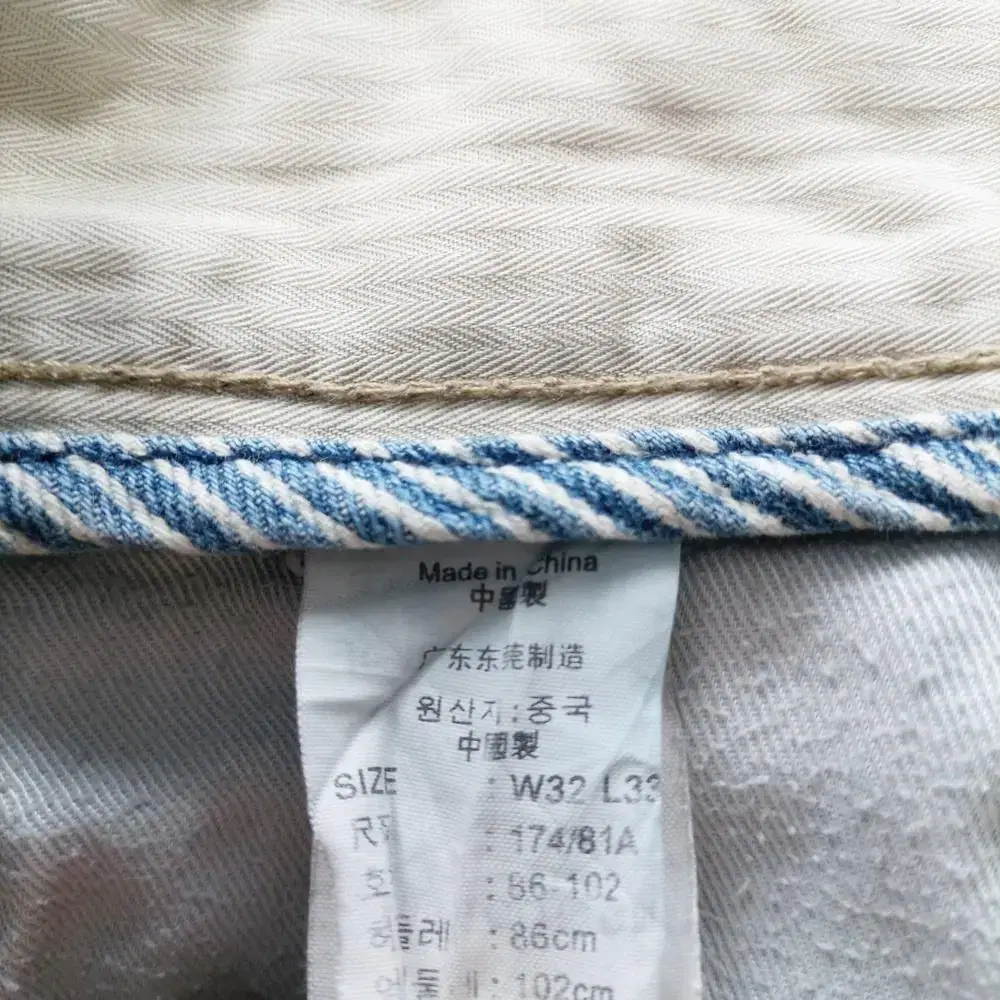 Made in China
中國製
广东东莞制造
원산지:중국
中國製
SIZE : W32 L33
: 174/81A
: 86-102
허둘레 : 86cm
: 102cm